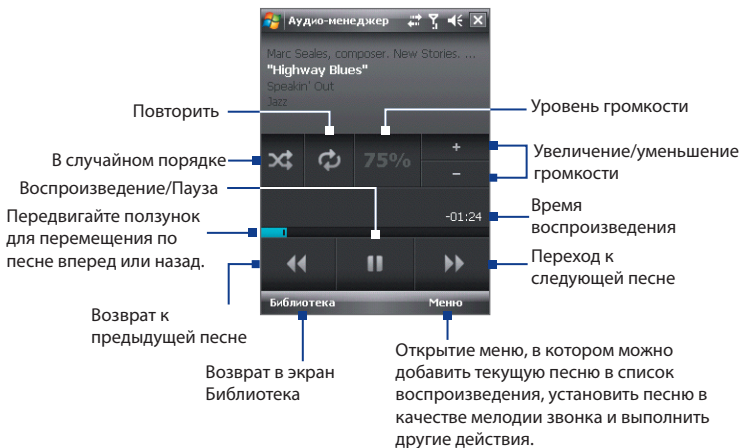 Аудио-менеджер
Marc Seales, composer. New Stories. ...
"Highway Blues"
Speakin' Out
Jazz
Повторить
Уровень громкости
75%
+
−
В случайном порядке
Увеличение/уменьшение
громкости
Воспроизведение/Пауза
Передвигайте ползунок
для перемещения по
песне вперед или назад.
-01:24
Время
воспроизведения
Переход к
следующей песне
Библиотека
Меню
Возврат к
предыдущей песне
Возврат в экран
Библиотека
Открытие меню, в котором можно
добавить текущую песню в список
воспроизведения, установить песню в
качестве мелодии звонка и выполнить
другие действия.